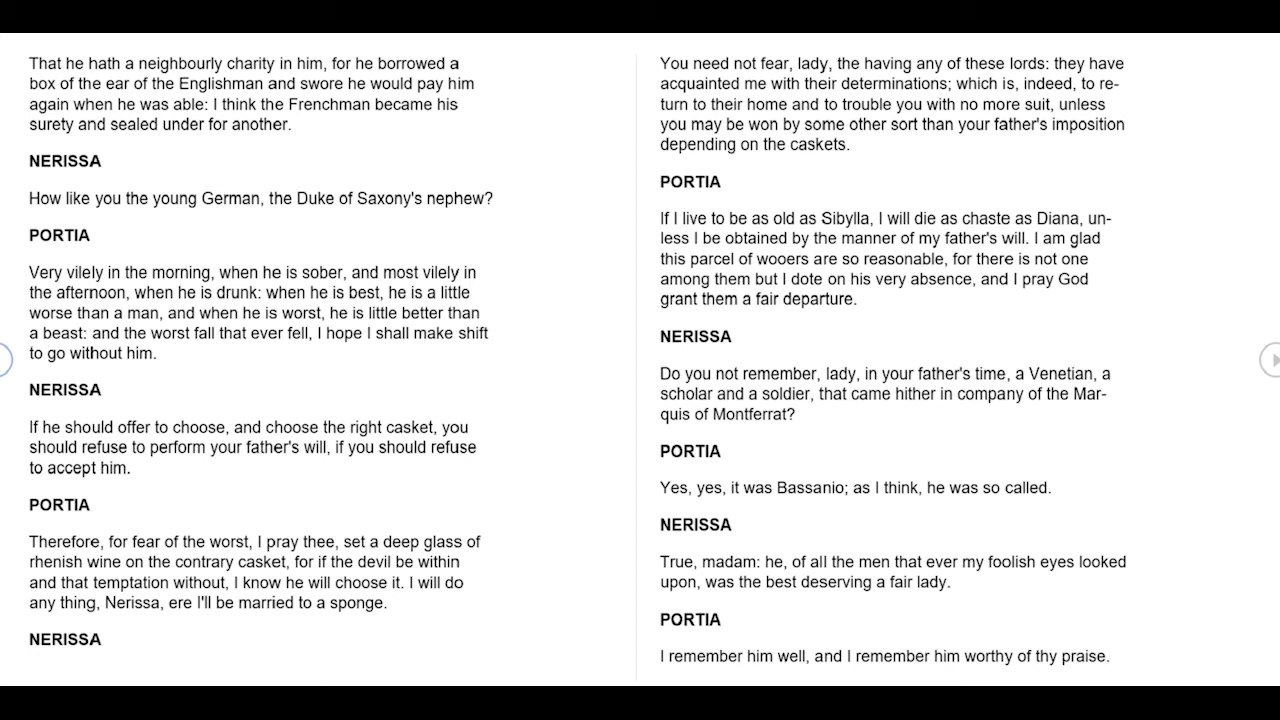 That he hath a neighbourly charity in him, for he borrowed a
box of the ear of the Englishman and swore he would pay him
again when he was able: I think the Frenchman became his
surety and sealed under for another.
NERISSA
How like you the young German, the Duke of Saxony's nephew?
PORTIA
Very vilely in the morning, when he is sober, and most vilely in
the afternoon, when he is drunk: when he is best, he is a little
worse than a man, and when he is worst, he is little better than
a beast: and the worst fall that ever fell, I hope I shall make shift
to go without him.
NERISSA
If he should offer to choose, and choose the right casket, you
should refuse to perform your father's will, if you should refuse
to accept him.
PORTIA
Therefore, for fear of the worst, I pray thee, set a deep glass of
rhenish wine on the contrary casket, for if the devil be within
and that temptation without, I know he will choose it. I will do
any thing, Nerissa, ere I'll be married to a sponge.
NERISSA
You need not fear, lady, the having any of these lords: they have
acquainted me with their determinations; which is, indeed, to re-
turn to their home and to trouble you with no more suit, unless
you may be won by some other sort than your father's imposition
depending on the caskets.
PORTIA
If I live to be as old as Sibylla, I will die as chaste as Diana, un-
less I be obtained by the manner of my father's will. I am glad
this parcel of wooers are so reasonable, for there is not one
among them but I dote on his very absence, and I pray God
grant them a fair departure.
NERISSA
Do you not remember, lady, in your father's time, a Venetian, a
scholar and a soldier, that came hither in company of the Mar-
quis of Montferrat?
PORTIA
Yes, yes, it was Bassanio; as I think, he was so called.
NERISSA
True, madam: he, of all the men that ever my foolish eyes looked
upon, was the best deserving a fair lady.
PORTIA
I remember him well, and I remember him worthy of thy praise.